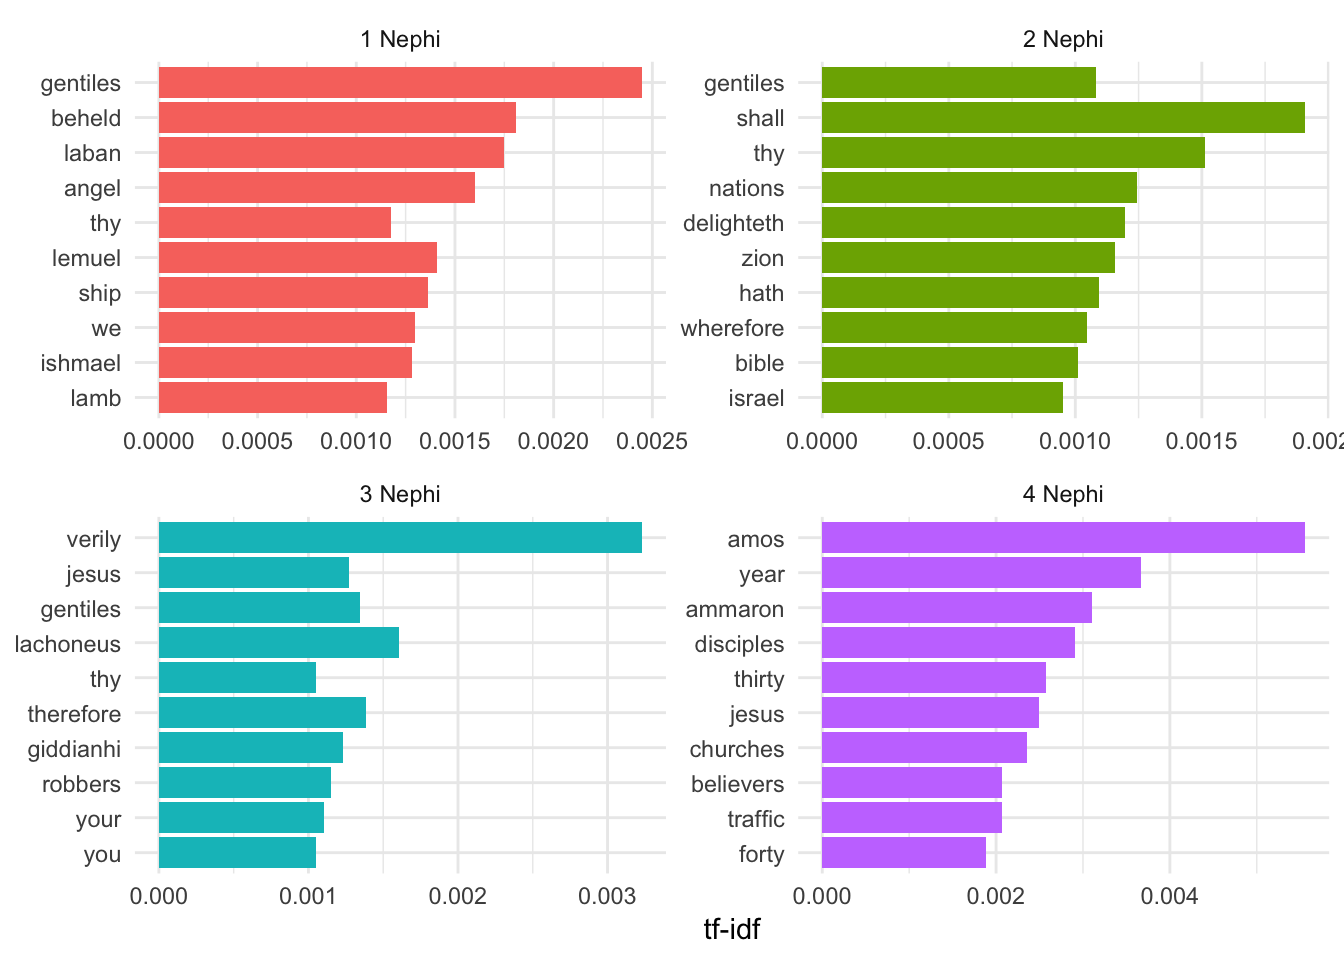 1 Nephi
gentiles
beheld
laban
angel
thy
lemuel
ship
we
ishmael
lamb
0.0000 0.0005 0.0010 0.0015 0.0020 0.0025
2 Nephi
gentiles
shall
thy
nations
delighteth
zion
hath
wherefore
bible
israel
0.0000 0.0005 0.0010 0.0015 0.002
3 Nephi
verily
jesus
gentiles
lachoneus
thy
therefore
giddianhi
robbers
your
you
0.000 0.001 0.002 0.003
4 Nephi
amos
year
ammaron
disciples
thirty
jesus
churches
believers
traffic
forty
0.000 0.002 0.004
tf-idf